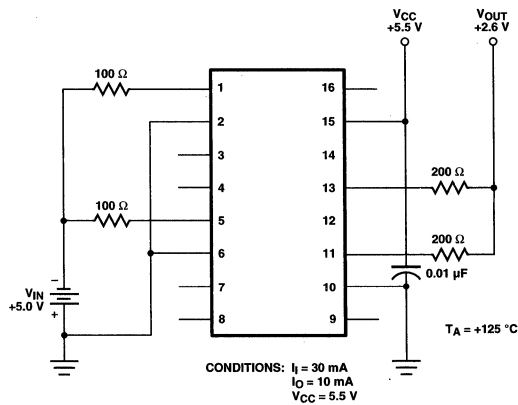 VCC
+5.5 V
VOUT
+2.6 V
100 Ω
1
16
2
15
3
14
200 Ω
4
13
100 Ω
5
12
200 Ω
6
11
0.01 µF
7
10
8
9
VIN
+5.0 V
−
+
TA = +125 °C
CONDITIONS: II = 30 mA
IO = 10 mA
VCC = 5.5 V